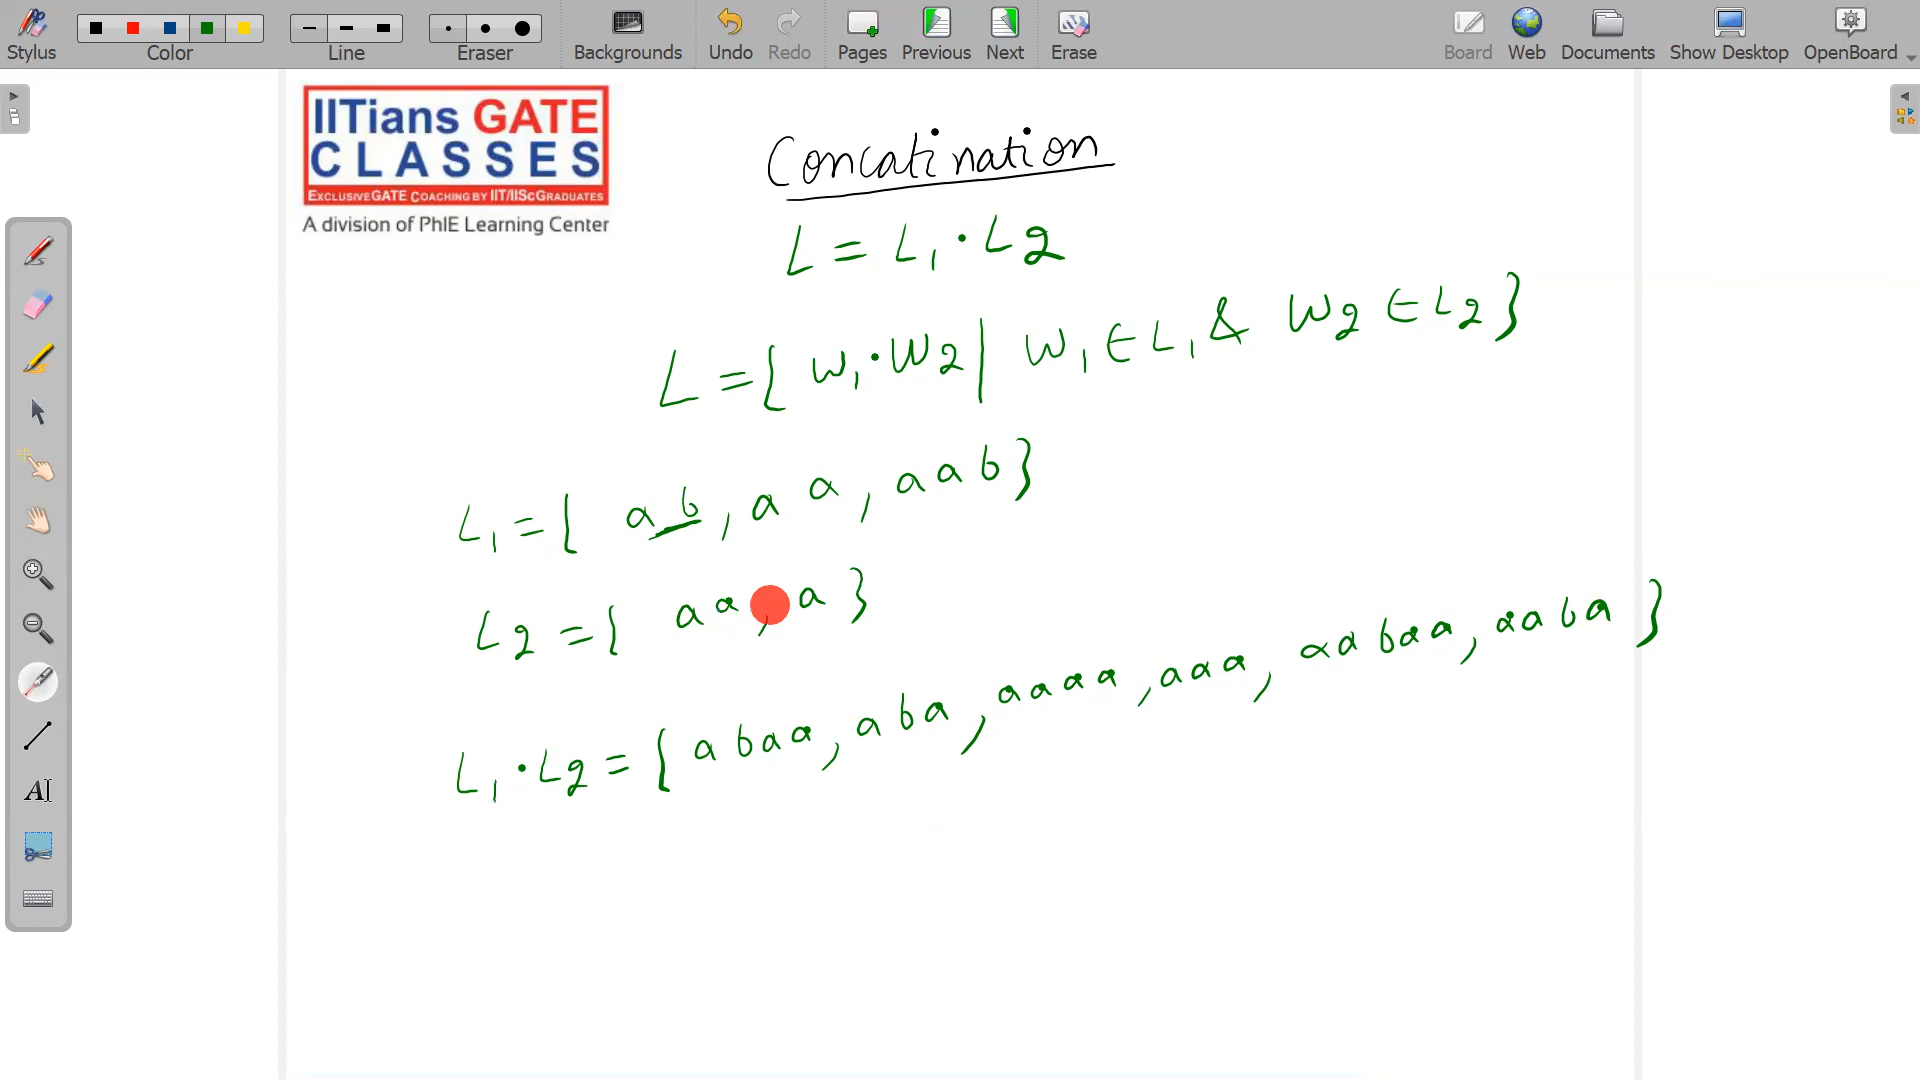 Stylus Color Line Eraser Backgrounds Undo Redo Pages Previous Next Erase Board Web Documents Show Desktop OpenBoard
IITians GATE
CLASSES
EXCLUSIVE GATE COACHING BY IIT/IISc GRADUATES
A division of PhIE Learning Center
Concatination
L = L1 · L2
L = { w1 · w2 | w1 ∈ L1 & w2 ∈ L2 }
L1 = { ab, aa, aab }
L2 = { aa, a }
L1 · L2 = { abaa, aba, aaaa, aaa, aabaa, aaba }